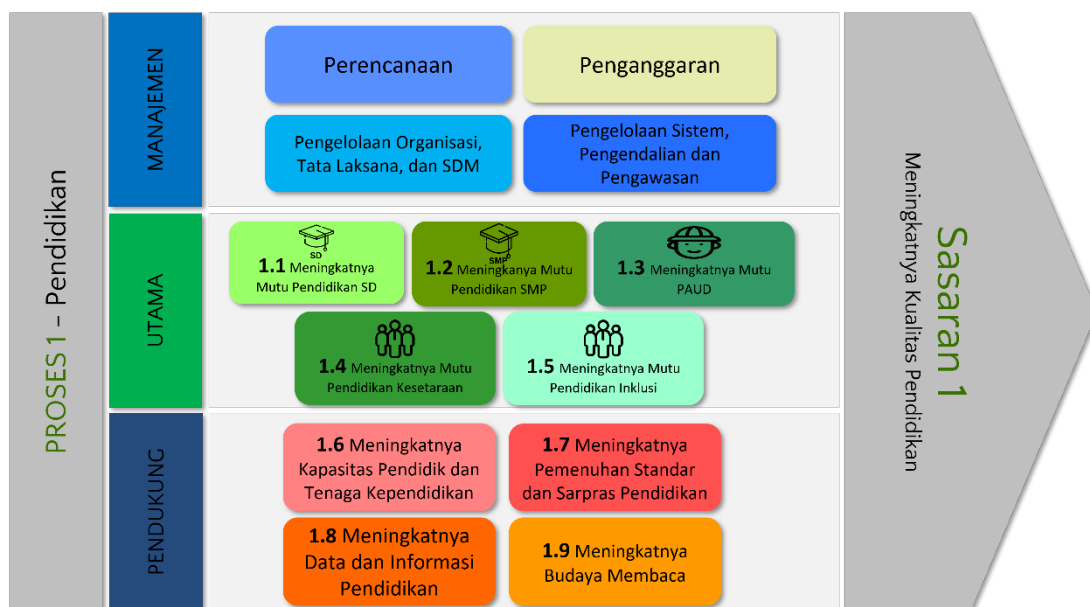 PROSES 1 – Pendidikan
MANAJEMEN
Perencanaan
Penganggaran
Pengelolaan Organisasi,
Tata Laksana, dan SDM
Pengelolaan Sistem,
Pengendalian dan
Pengawasan
UTAMA
SD
1.1 Meningkatnya
Mutu Pendidikan SD
SMP
1.2 Meningkanya Mutu
Pendidikan SMP
1.3 Meningkatnya Mutu
PAUD
1.4 Meningkatnya Mutu
Pendidikan Kesetaraan
1.5 Meningkatnya Mutu
Pendidikan Inklusi
PENDUKUNG
1.6 Meningkatnya
Kapasitas Pendidik dan
Tenaga Kependidikan
1.7 Meningkatnya
Pemenuhan Standar
dan Sarpras Pendidikan
1.8 Meningkatnya
Data dan Informasi
Pendidikan
1.9 Meningkatnya
Budaya Membaca
Sasaran 1
Meningkatnya Kualitas Pendidikan